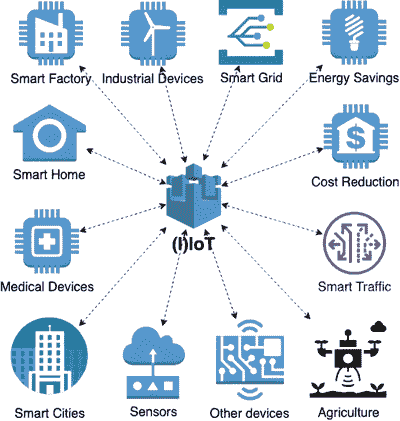 Smart Factory
Industrial Devices
Smart Grid
Energy Savings
Smart Home
$
Cost Reduction
(I)IoT
Medical Devices
Smart Traffic
Smart Cities
Sensors
Other devices
Agriculture